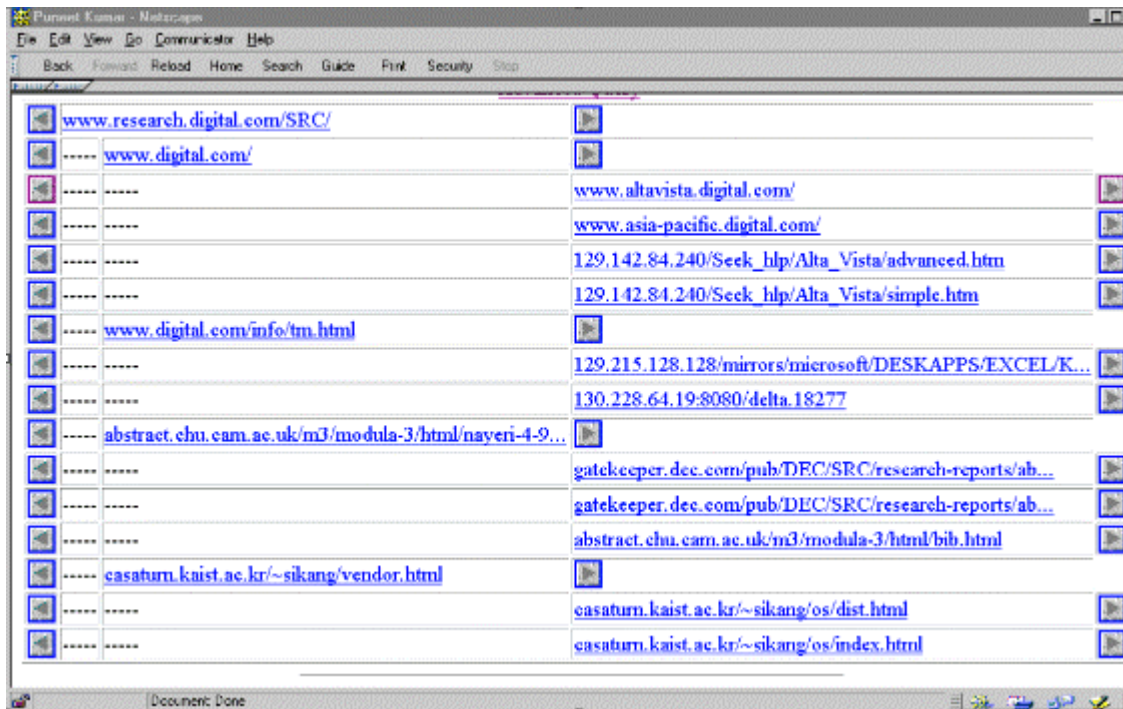 Puneet Kumar - Netscape
File Edit View Go Communicator Help
Back Forward Reload Home Search Guide Print Security Stop
www.research.digital.com/SRC/
----- www.digital.com/
----- ----- www.altavista.digital.com/
----- ----- www.asia-pacific.digital.com/
----- ----- 129.142.84.240/Seek_hlp/Alta_Vista/advanced.htm
----- ----- 129.142.84.240/Seek_hlp/Alta_Vista/simple.htm
----- www.digital.com/info/tm.html
----- ----- 129.215.128.128/mirrors/microsoft/DESKAPPS/EXCEL/K...
----- ----- 130.228.64.19:8080/delta.18277
----- abstract.chu.cam.ac.uk/m3/modula-3/html/nayeri-4-9...
----- ----- gatekeeper.dec.com/pub/DEC/SRC/research-reports/ab...
----- ----- gatekeeper.dec.com/pub/DEC/SRC/research-reports/ab...
----- ----- abstract.chu.cam.ac.uk/m3/modula-3/html/bib.html
----- casaturn.kaist.ac.kr/~sikang/vendor.html
----- ----- casaturn.kaist.ac.kr/~sikang/os/dist.html
----- ----- casaturn.kaist.ac.kr/~sikang/os/index.html
Document: Done